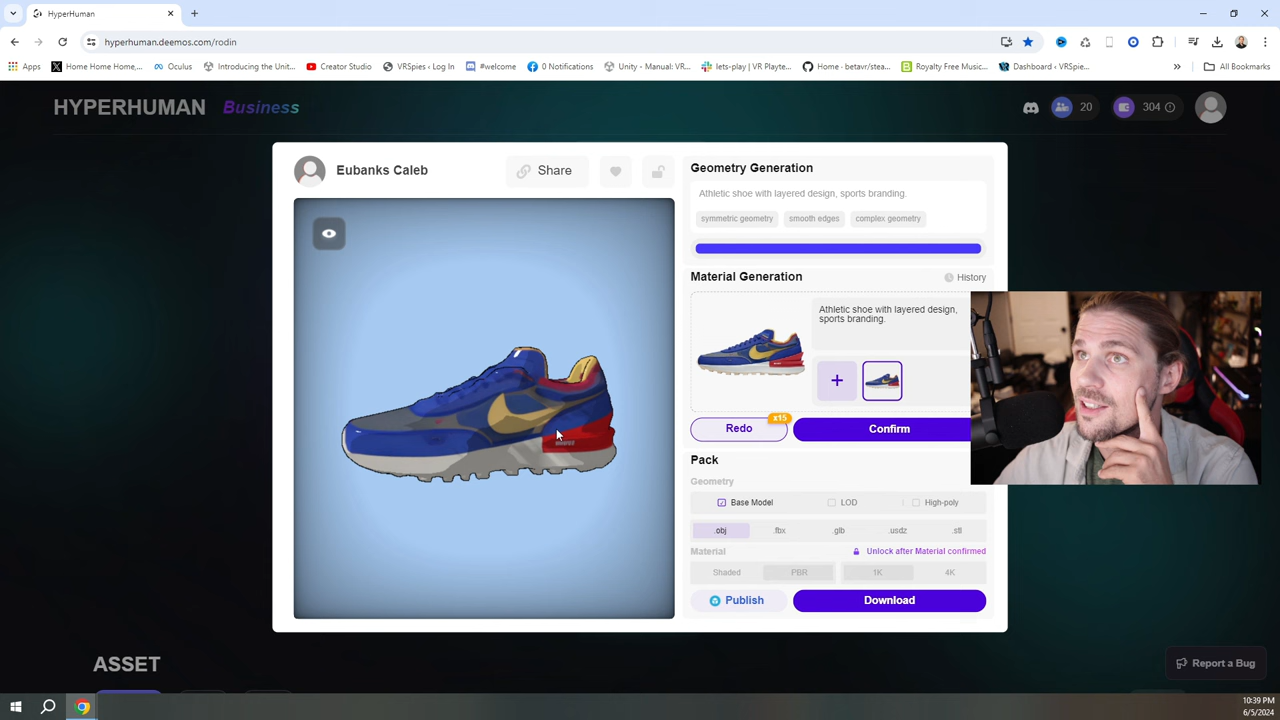 HyperHuman
hyperhuman.deemos.com/rodin
Apps
Home Home Home,...
Oculus
Introducing the Unit...
Creator Studio
VRSpies ‹ Log In
#welcome
0 Notifications
Unity - Manual: VR...
lets-play | VR Playte...
Home · betavr/stea...
Royalty Free Music...
Dashboard ‹ VRSpie...
»
All Bookmarks
HYPERHUMAN Business
20
304
Eubanks Caleb
Share
Geometry Generation
Athletic shoe with layered design, sports branding.
symmetric geometry
smooth edges
complex geometry
Material Generation
History
Athletic shoe with layered design,
sports branding.
x15
Redo
Confirm
Pack
Geometry
Base Model
LOD
High-poly
.obj
.fbx
.glb
.usdz
.stl
Material
Unlock after Material confirmed
Shaded
PBR
1K
4K
Publish
Download
ASSET
Report a Bug
10:39 PM
6/5/2024